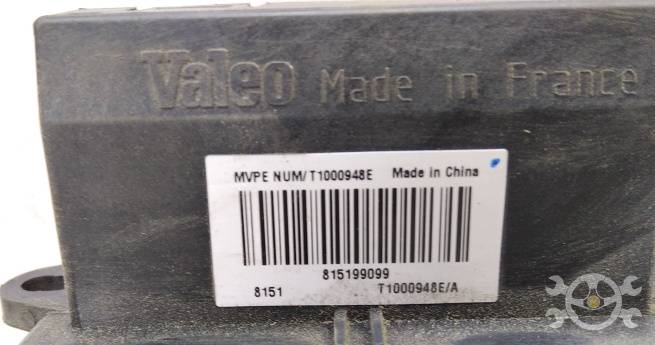 Valeo Made in France
MVPE NUM/T1000948E Made in China
815199099
8151 T1000948E/A